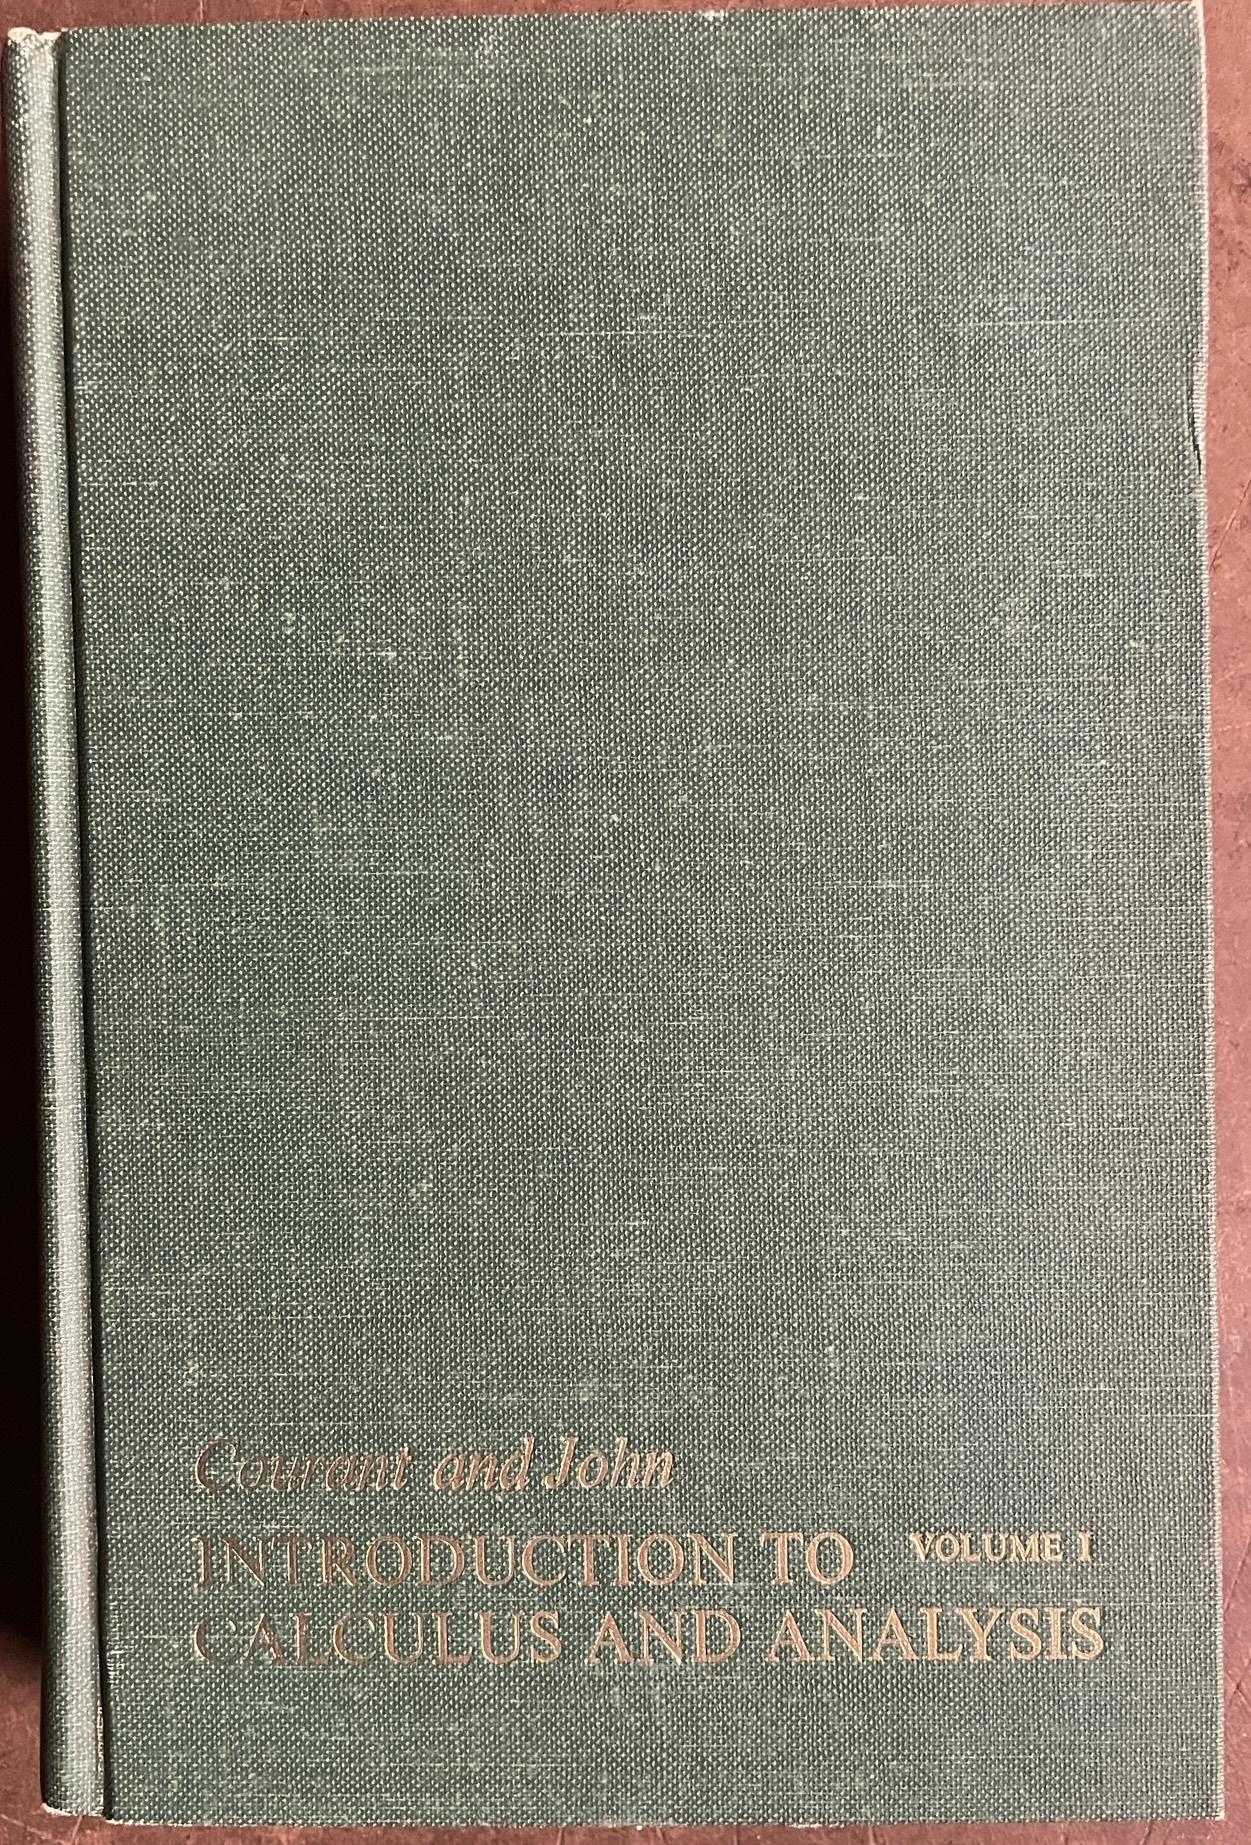 Courant and John
INTRODUCTION TO VOLUME I
CALCULUS AND ANALYSIS